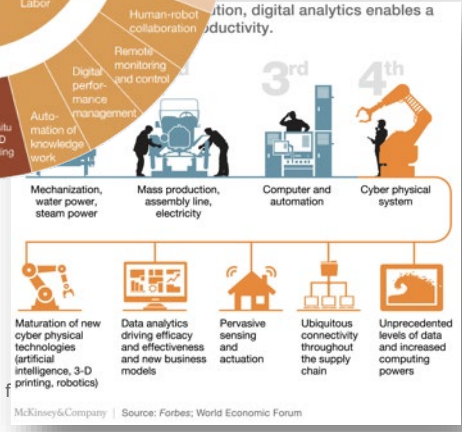 Labor
Human-robot
collaboration
Remote
monitoring
and control
Digital
perfor-
mance
management
Auto-
mation of
knowledge
work
situ
D
ing
ution, digital analytics enables a
oductivity.
d
3rd
4th
Mechanization,
water power,
steam power
Mass production,
assembly line,
electricity
Computer and
automation
Cyber physical
system
Maturation of new
cyber physical
technologies
(artificial
intelligence, 3-D
printing, robotics)
Data analytics
driving efficacy
and effectiveness
and new business
models
Pervasive
sensing
and
actuation
Ubiquitous
connectivity
throughout
the supply
chain
Unprecedented
levels of data
and increased
computing
powers
f
McKinsey&Company | Source: Forbes; World Economic Forum